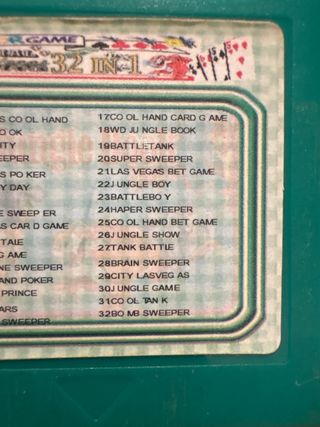 GAME
32 IN 1
S CO OL HAND
O OK
ITY
EEPER
S PO KER
Y DAY
E SWEEP ER
AS CAR D GAME
TALE
G AME
NE SWEEPER
AND POKER
PRINCE
ARS
SWEEPER
17CO OL HAND CARD G AME
18WD JU NGLE BOOK
19BATTLETANK
20SUPER SWEEPER
21LAS VEGAS BET GAME
22JUNGLE BOY
23BATTLEBO Y
24HAPER SWEEPER
25CO OL HAND BET GAME
26JUNGLE SHOW
27TANK BATTLE
28BRAIN SWEEPER
29CITY LASVEG AS
30JUNGLE GAME
31CO OL TAN K
32BO MB SWEEPER